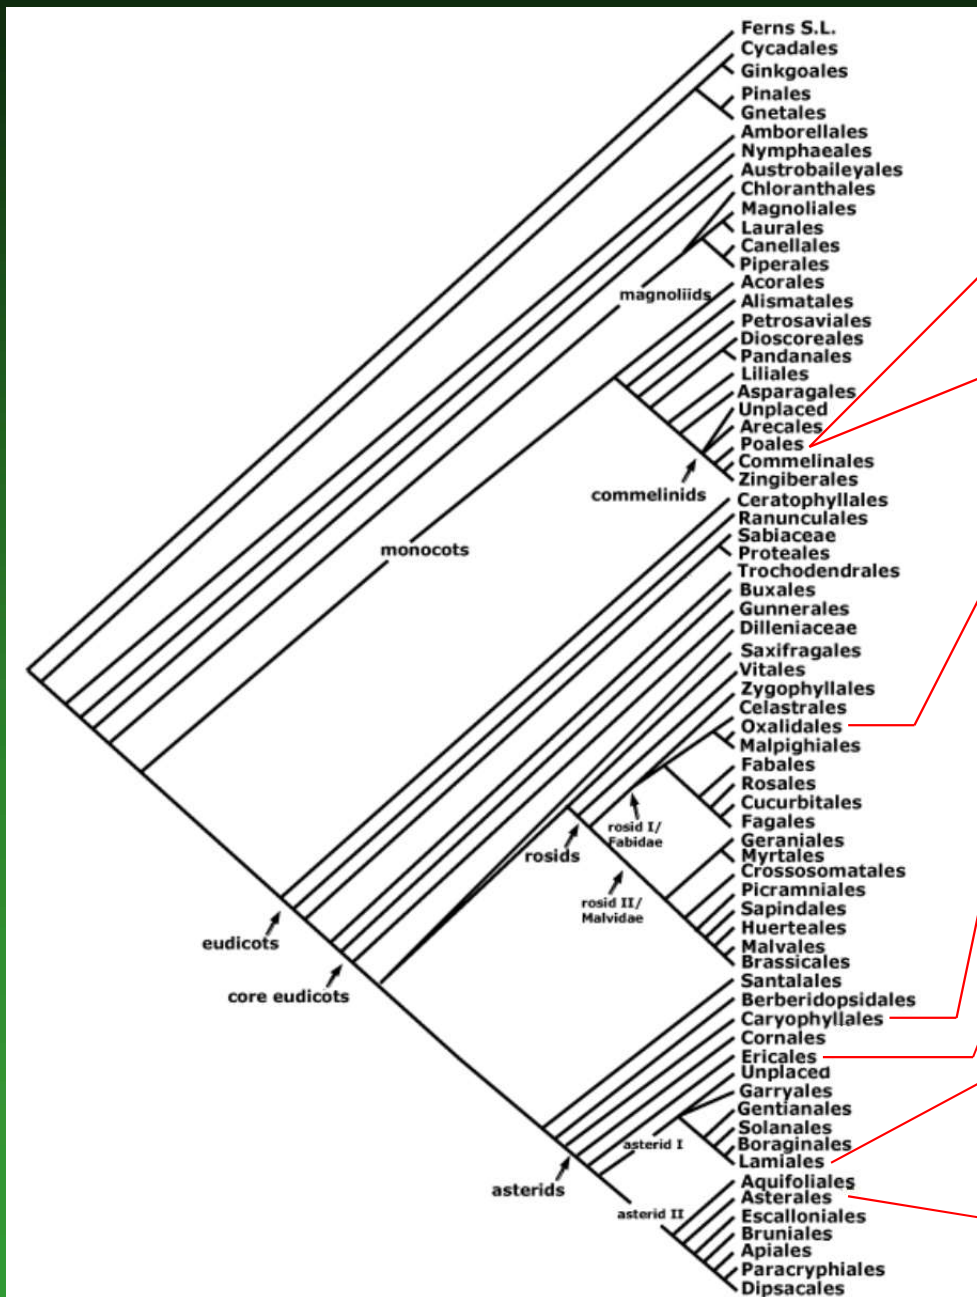 Ferns S.L.
Cycadales
Ginkgoales
Pinales
Gnetales
Amborellales
Nymphaeales
Austrobaileyales
Chloranthales
Magnoliales
Laurales
Canellales
Piperales
magnoliids
Acorales
Alismatales
Petrosaviales
Dioscoreales
Pandanales
Liliales
Asparagales
Unplaced
Arecales
Poales
Commelinales
Zingiberales
commelinids
monocots
Ceratophyllales
Ranunculales
Sabiaceae
Proteales
Trochodendrales
Buxales
Gunnerales
Dilleniaceae
Saxifragales
Vitales
Zygophyllales
Celastrales
Oxalidales
Malpighiales
Fabales
Rosales
Cucurbitales
Fagales
rosid I/
Fabidae
rosids
Geraniales
Myrtales
Crossosomatales
Picramniales
Sapindales
Huerteales
Malvales
Brassicales
rosid II/
Malvidae
eudicots
core eudicots
Santalales
Berberidopsidales
Caryophyllales
Cornales
Ericales
Unplaced
Garryales
Gentianales
Solanales
Boraginales
Lamiales
asterid I
asterids
asterid II
Aquifoliales
Asterales
Escalloniales
Bruniales
Apiales
Paracryphiales
Dipsacales